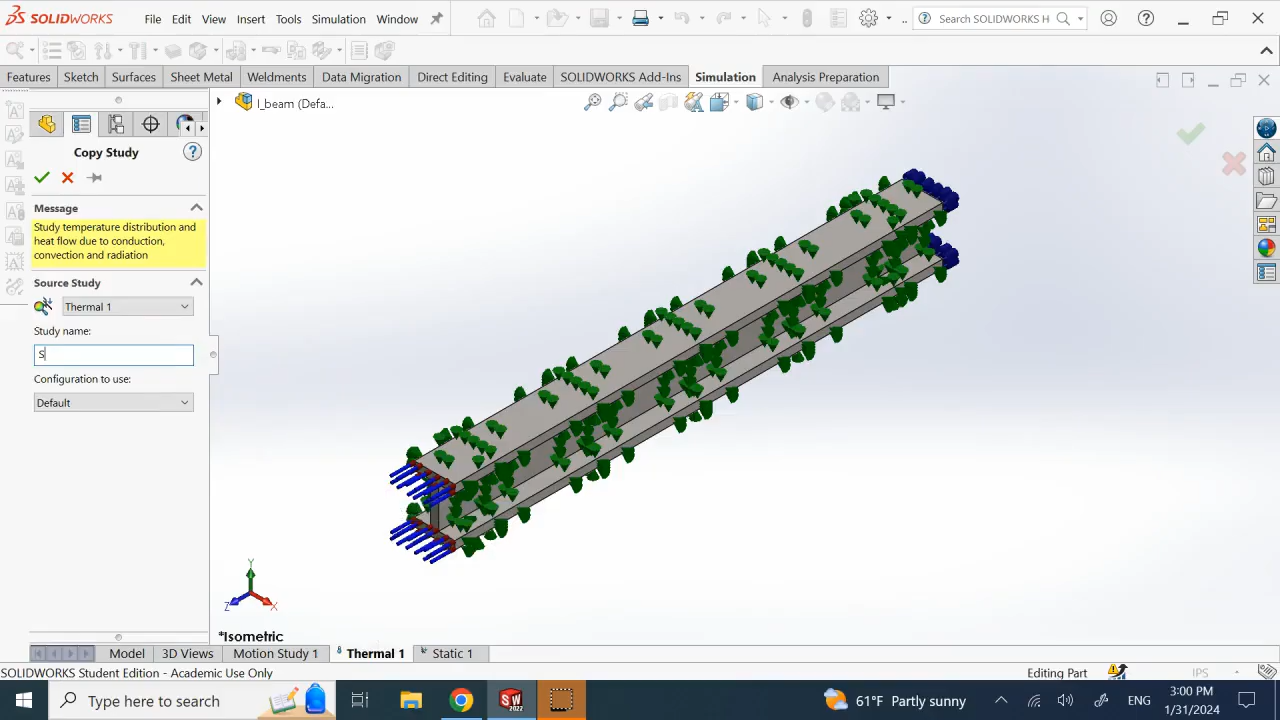 SOLIDWORKS
File Edit View Insert Tools Simulation Window
..
Search SOLIDWORKS H
Features Sketch Surfaces Sheet Metal Weldments Data Migration Direct Editing Evaluate SOLIDWORKS Add-Ins Simulation Analysis Preparation
I_beam (Defa...
Copy Study
Message
Study temperature distribution and
heat flow due to conduction,
convection and radiation
Source Study
Thermal 1
Study name:
S
Configuration to use:
Default
Y
Z
X
*Isometric
Model 3D Views Motion Study 1 Thermal 1 Static 1
SOLIDWORKS Student Edition - Academic Use Only
Editing Part
IPS
Type here to search
SW
2022
61°F Partly sunny
ENG
3:00 PM
1/31/2024